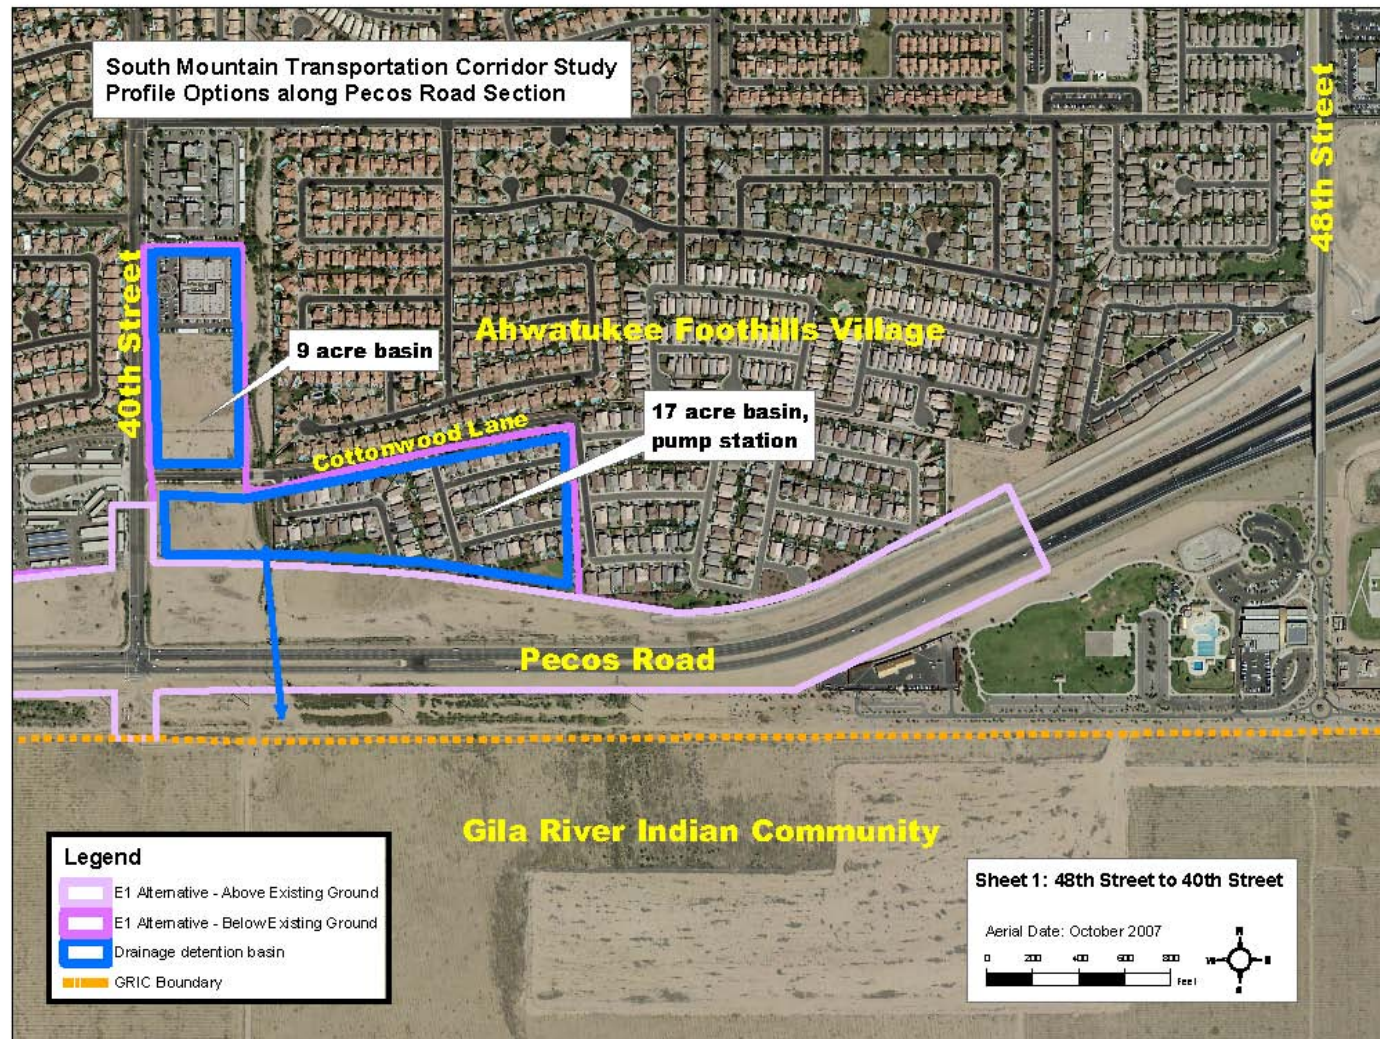 South Mountain Transportation Corridor Study
Profile Options along Pecos Road Section
48th Street
40th Street
Ahwatukee Foothills Village
9 acre basin
17 acre basin,
pump station
Cottonwood Lane
Pecos Road
Gila River Indian Community
Legend
E1 Alternative - Above Existing Ground
E1 Alternative - Below Existing Ground
Drainage detention basin
GRIC Boundary
Sheet 1: 48th Street to 40th Street
Aerial Date: October 2007
N
W
E
S
0 200 400 600 800
Feet